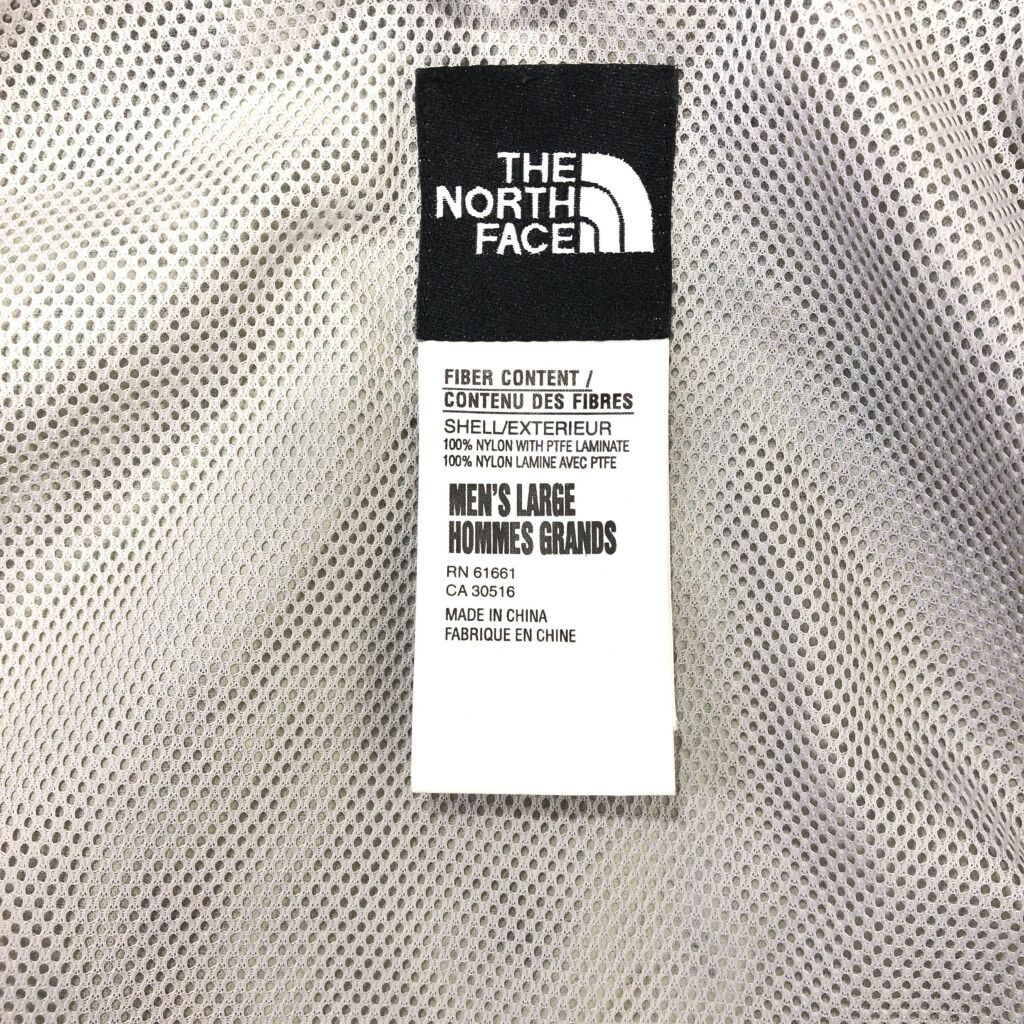 THE
NORTH
FACE
FIBER CONTENT /
CONTENU DES FIBRES
SHELL/EXTERIEUR
100% NYLON WITH PTFE LAMINATE
100% NYLON LAMINE AVEC PTFE
MEN'S LARGE
HOMMES GRANDS
RN 61661
CA 30516
MADE IN CHINA
FABRIQUE EN CHINE